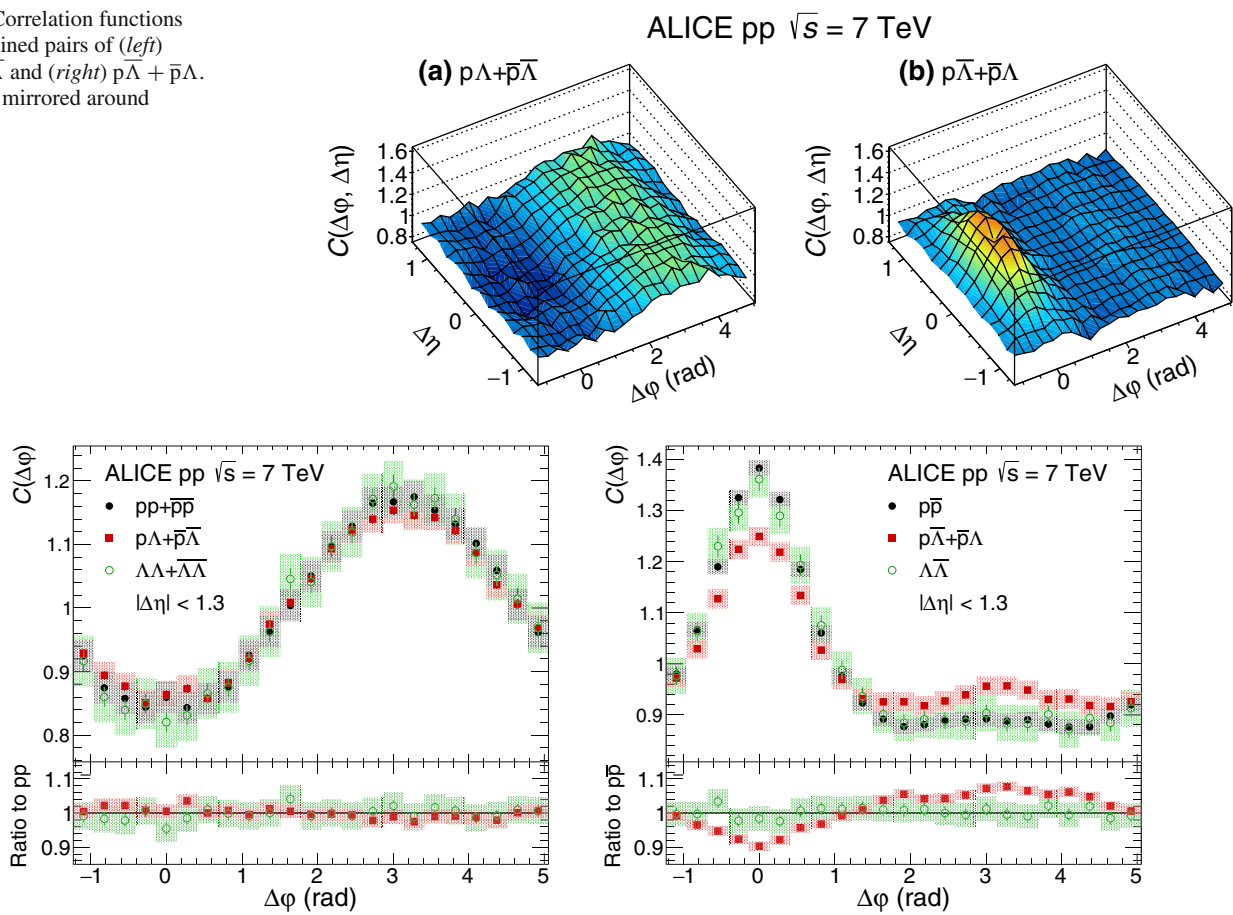 Correlation functions
ined pairs of (left)
Λ̅ and (right) pΛ̅ + p̅Λ.
mirrored around
ALICE pp √s = 7 TeV
(a) pΛ+p̅Λ̅
(b) pΛ̅+p̅Λ
C(Δφ, Δη)
1.6
1.4
1.2
1
0.8
1
0
−1
Δη
0
2
4
Δφ (rad)
C(Δφ, Δη)
1.6
1.4
1.2
1
0.8
1
0
−1
Δη
0
2
4
Δφ (rad)
C(Δφ)
1.2
1.1
1
0.9
0.8
ALICE pp √s = 7 TeV
pp+p̅p̅
pΛ+p̅Λ̅
ΛΛ+Λ̅Λ̅
|Δη| < 1.3
Ratio to pp
1.1
1
0.9
−1 0 1 2 3 4 5
Δφ (rad)
C(Δφ)
1.4
1.3
1.2
1.1
1
0.9
ALICE pp √s = 7 TeV
pp̅
pΛ̅+p̅Λ
ΛΛ̅
|Δη| < 1.3
Ratio to pp̅
1.1
1
0.9
−1 0 1 2 3 4 5
Δφ (rad)